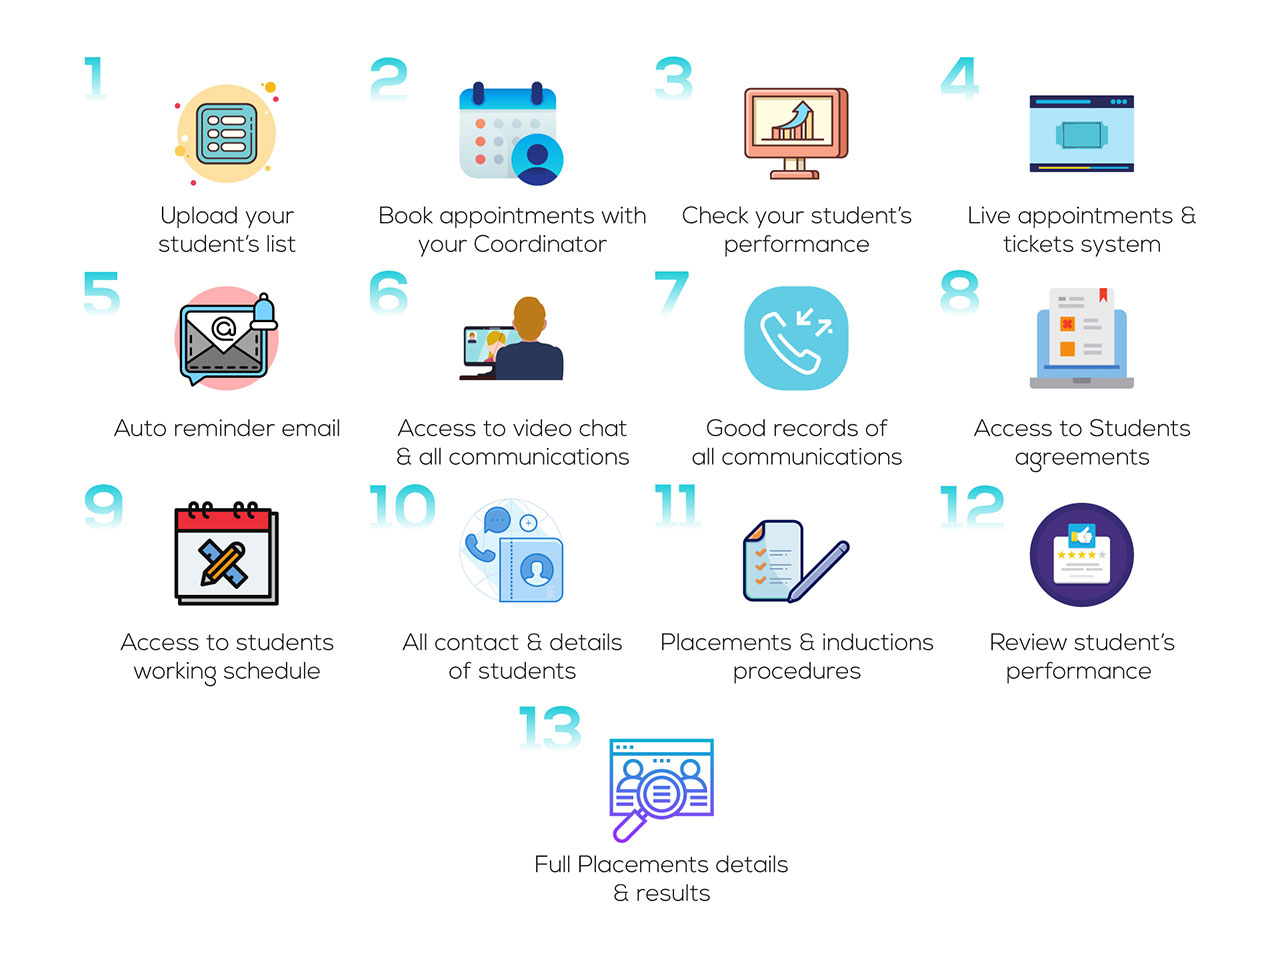 1
Upload your
student's list
2
Book appointments with
your Coordinator
3
Check your student's
performance
4
Live appointments &
tickets system
5
@
Auto reminder email
6
Access to video chat
& all communications
7
Good records of
all communications
8
Access to Students
agreements
9
Access to students
working schedule
10
All contact & details
of students
11
Placements & inductions
procedures
12
Review student's
performance
13
Full Placements details
& results